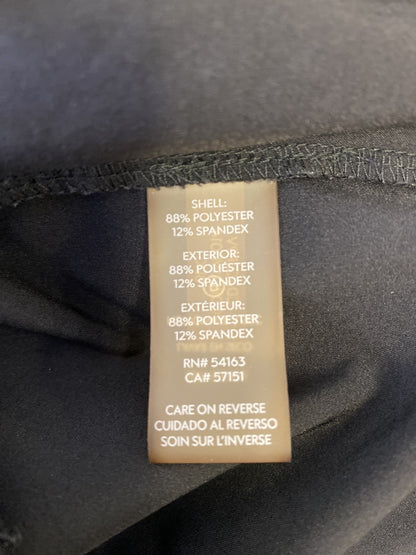 SHELL:
88% POLYESTER
12% SPANDEX
EXTERIOR:
88% POLIÉSTER
12% SPANDEX
EXTÉRIEUR:
88% POLYESTER
12% SPANDEX
RN# 54163
CA# 57151
CARE ON REVERSE
CUIDADO AL REVERSO
SOIN SUR L'INVERSE